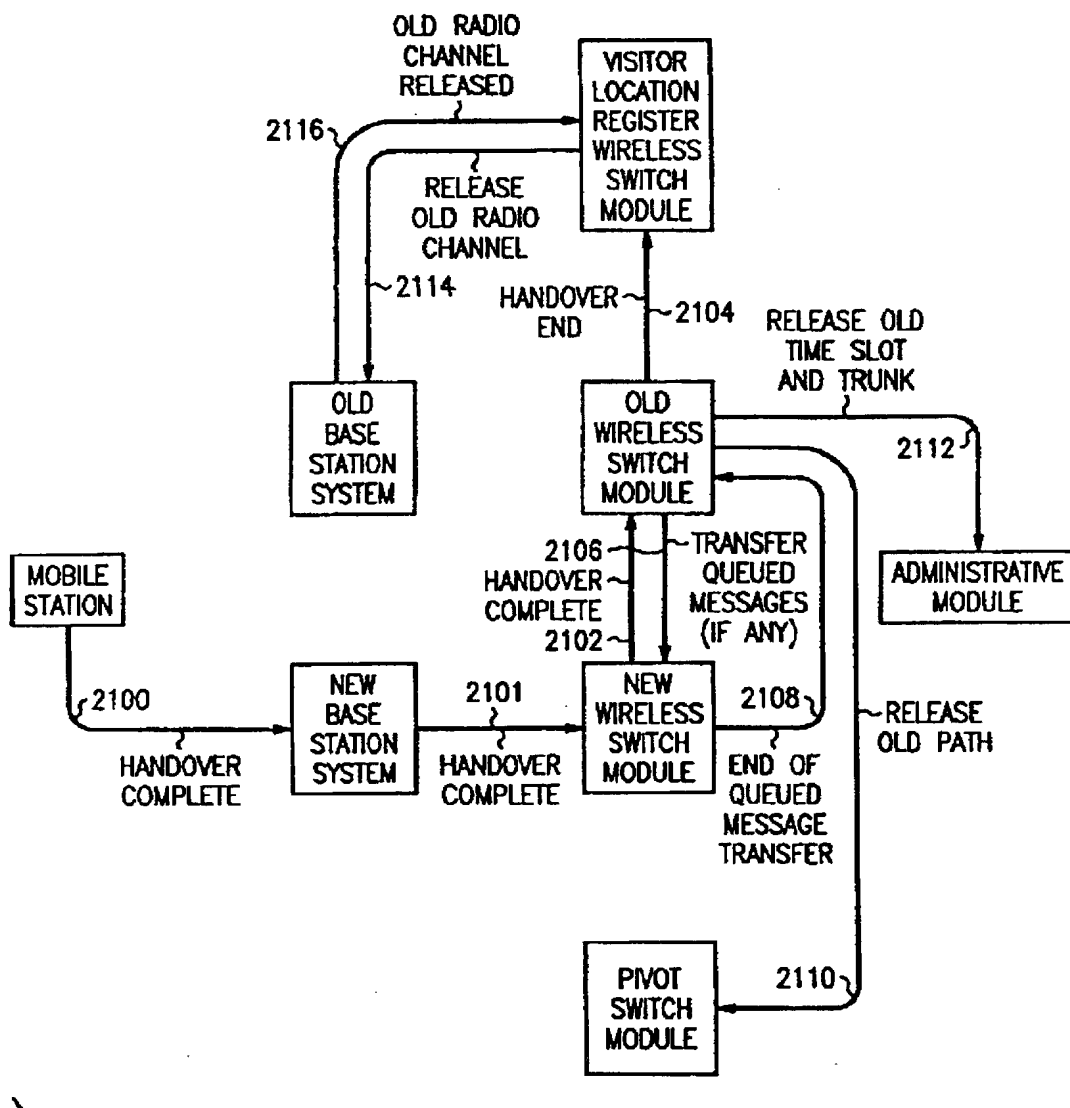 OLD RADIO
CHANNEL
RELEASED
2116
VISITOR
LOCATION
REGISTER
WIRELESS
SWITCH
MODULE
RELEASE
OLD RADIO
CHANNEL
2114
HANDOVER
END
2104
RELEASE OLD
TIME SLOT
AND TRUNK
2112
OLD
BASE
STATION
SYSTEM
OLD
WIRELESS
SWITCH
MODULE
ADMINISTRATIVE
MODULE
MOBILE
STATION
2106
TRANSFER
QUEUED
MESSAGES
(IF ANY)
HANDOVER
COMPLETE
2102
2100
HANDOVER
COMPLETE
NEW
BASE
STATION
SYSTEM
2101
HANDOVER
COMPLETE
NEW
WIRELESS
SWITCH
MODULE
2108
END OF
QUEUED
MESSAGE
TRANSFER
RELEASE
OLD PATH
2110
PIVOT
SWITCH
MODULE